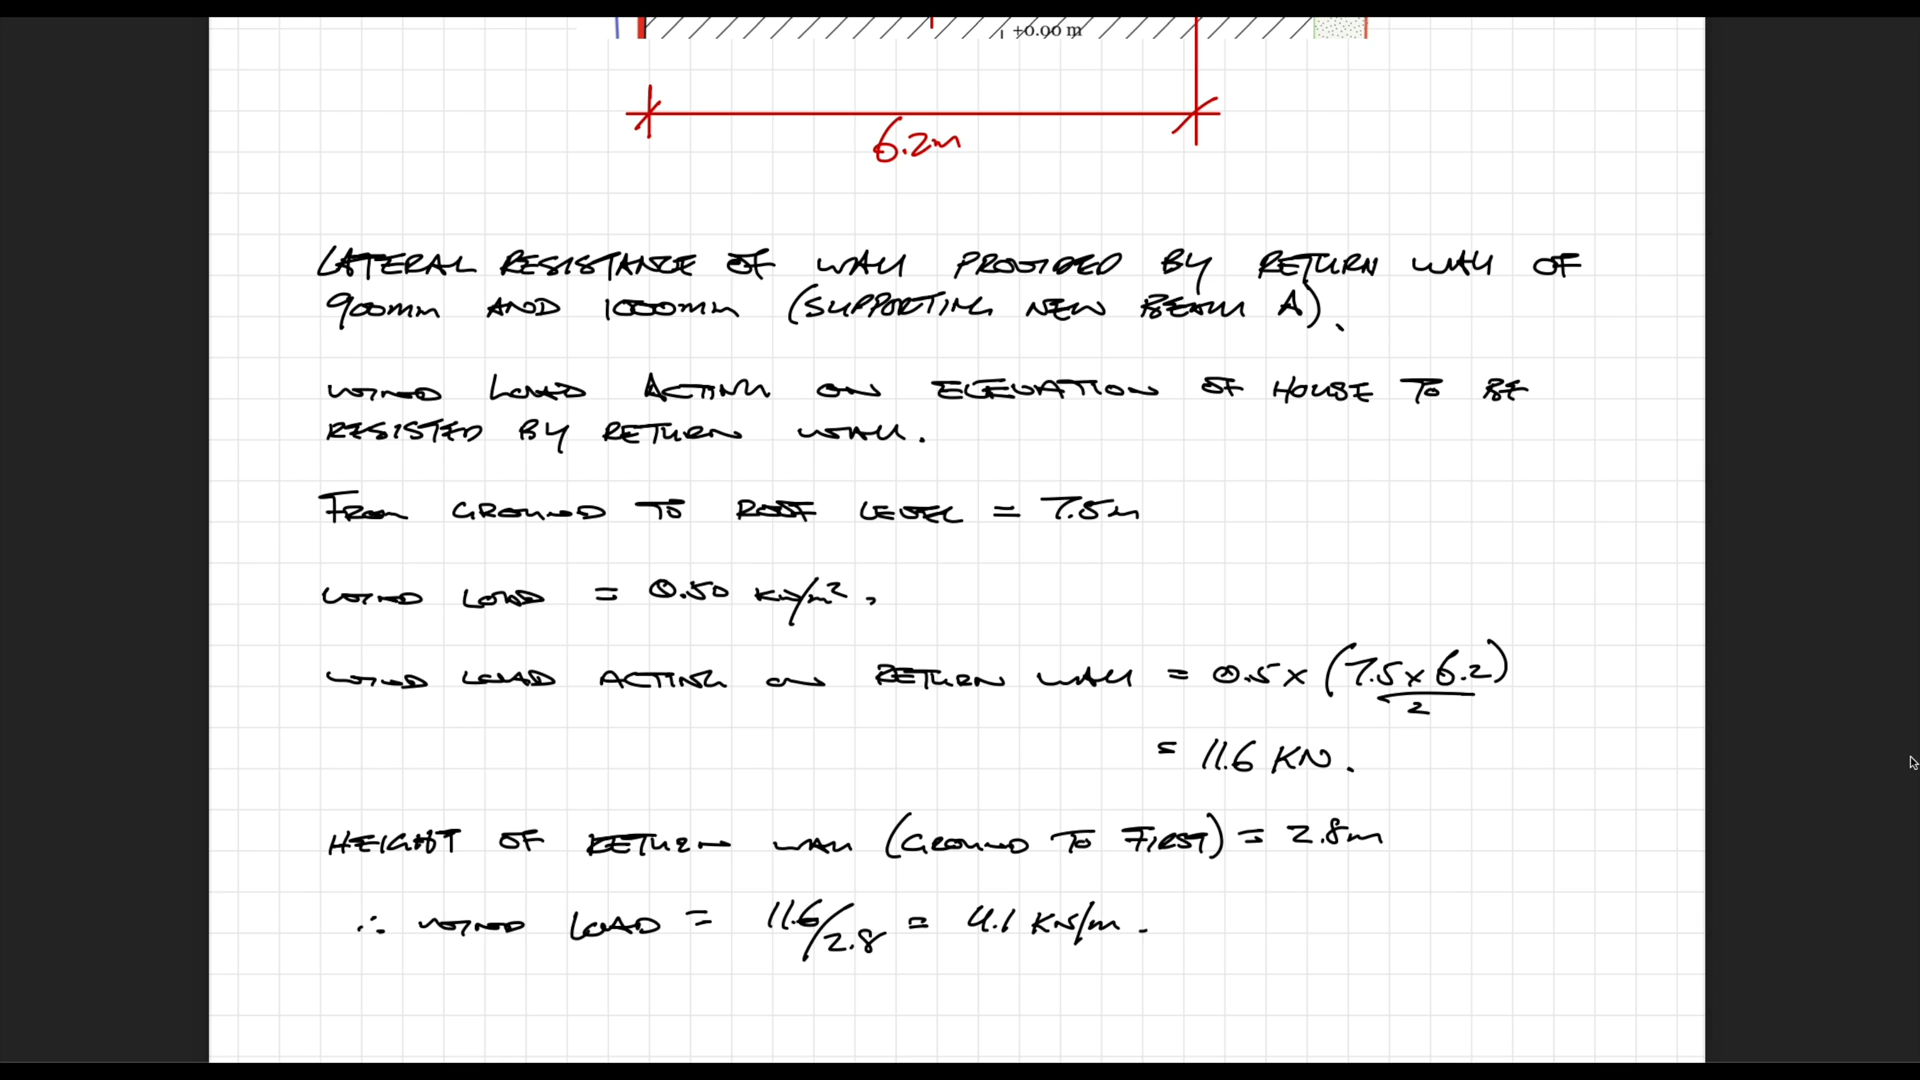 +0.00 m
6.2m
LATERAL RESISTANCE OF WALL PROVIDED BY RETURN WALL OF
900mm AND 1000mm (SUPPORTING NEW BEAM A).
WIND LOAD ACTING ON ELEVATION OF HOUSE TO BE
RESISTED BY RETURN WALL.
FROM GROUND TO ROOF LEVEL = 7.5m
WIND LOAD = 0.50 KN/m²,
WIND LOAD ACTING ON RETURN WALL = 0.5 x (7.5 x 6.2)
2
= 11.6 KN.
HEIGHT OF RETURN WALL (GROUND TO FIRST) = 2.8m
∴ WIND LOAD = 11.6/2.8 = 4.1 KN/m.